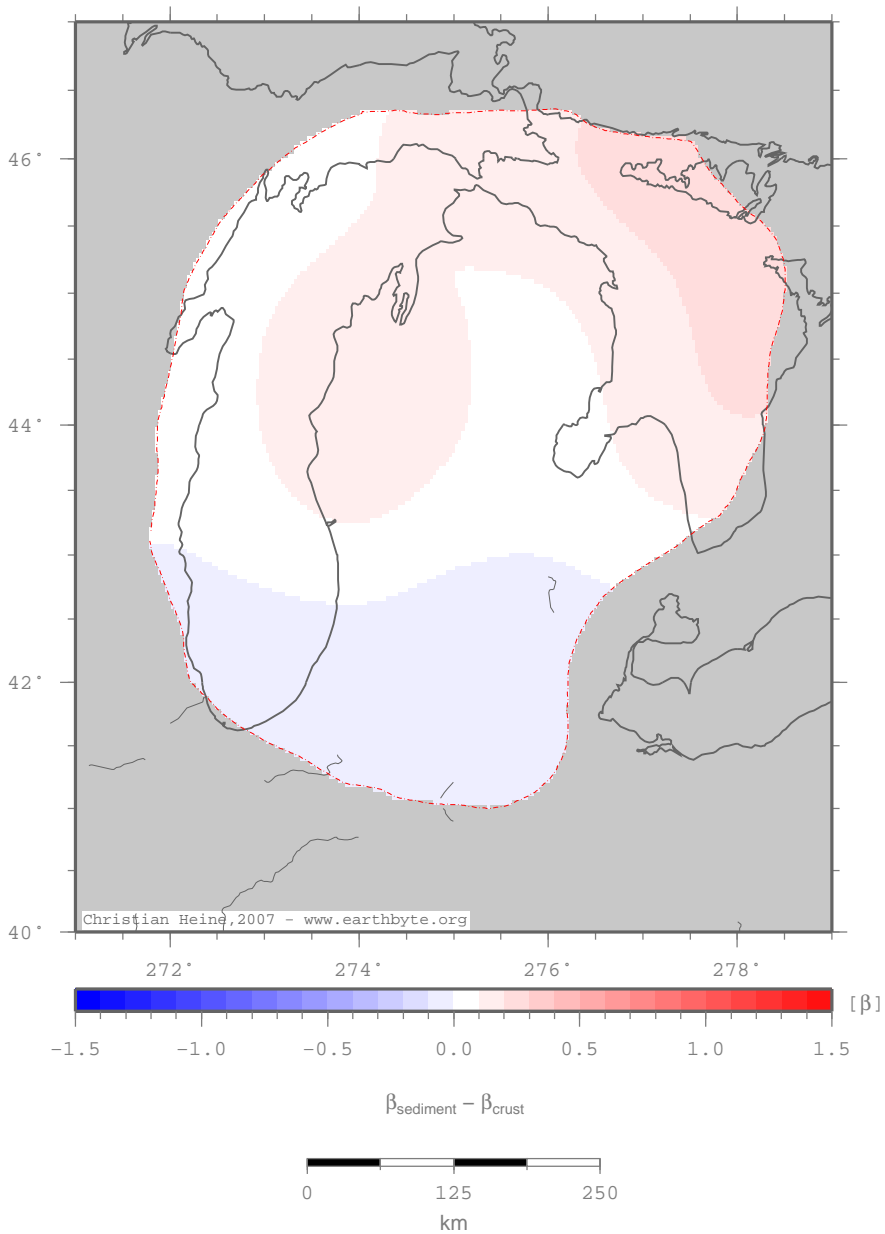 46°
44°
42°
40°
Christian Heine,2007 - www.earthbyte.org
272° 274° 276° 278°
[β]
−1.5 −1.0 −0.5 0.0 0.5 1.0 1.5
βsediment − βcrust
0 125 250
km